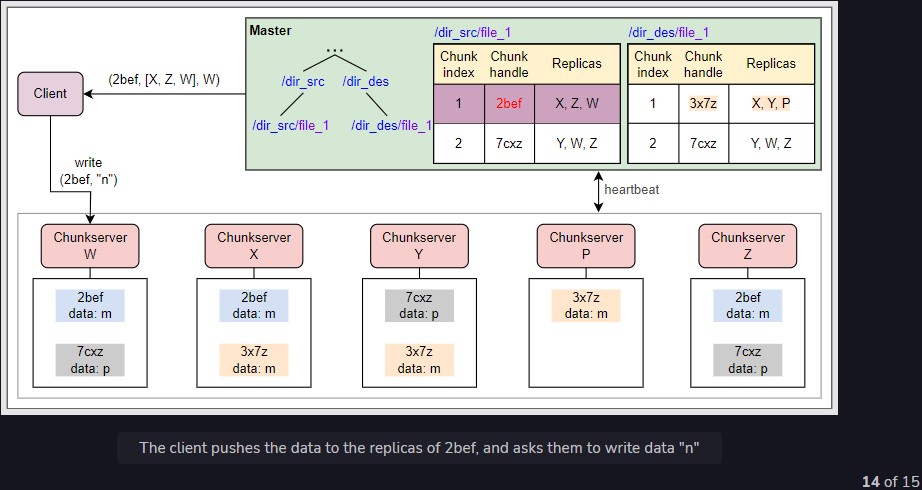 Master
...
/dir_src
/dir_des
/dir_src/file_1
/dir_des/file_1
/dir_src/file_1
Chunk index
Chunk handle
Replicas
1
2bef
X, Z, W
2
7cxz
Y, W, Z
/dir_des/file_1
Chunk index
Chunk handle
Replicas
1
3x7z
X, Y, P
2
7cxz
Y, W, Z
Client
(2bef, [X, Z, W], W)
write
(2bef, "n")
heartbeat
Chunkserver
W
2bef
data: m
7cxz
data: p
Chunkserver
X
2bef
data: m
3x7z
data: m
Chunkserver
Y
7cxz
data: p
3x7z
data: m
Chunkserver
P
3x7z
data: m
Chunkserver
Z
2bef
data: m
7cxz
data: p
The client pushes the data to the replicas of 2bef, and asks them to write data "n"
14 of 15